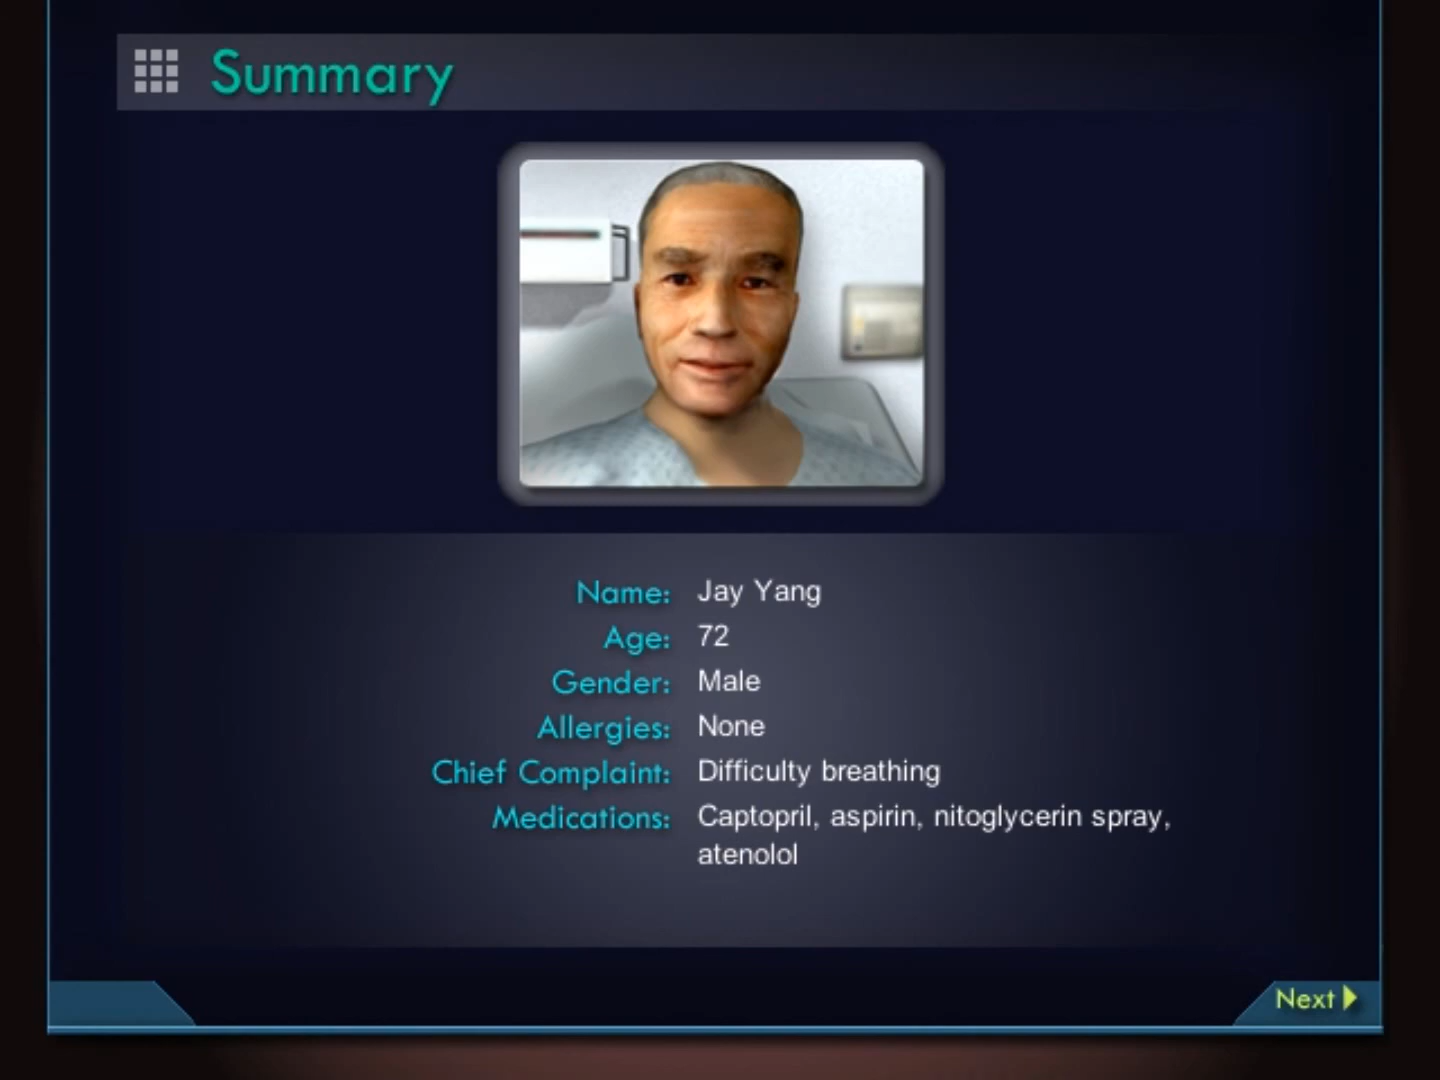 Summary
Name: Jay Yang
Age: 72
Gender: Male
Allergies: None
Chief Complaint: Difficulty breathing
Medications: Captopril, aspirin, nitoglycerin spray,
atenolol
Next